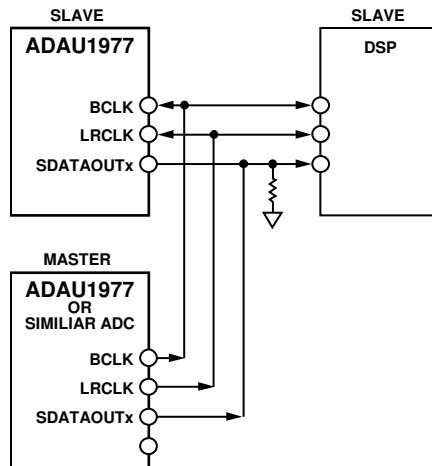 SLAVE
ADAU1977
BCLK
LRCLK
SDATAOUTx
SLAVE
DSP
MASTER
ADAU1977
OR
SIMILIAR ADC
BCLK
LRCLK
SDATAOUTx